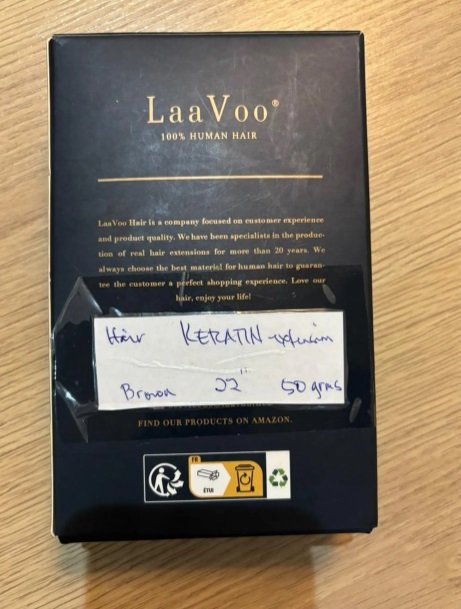 LaaVoo®
100% HUMAN HAIR
LaaVoo Hair is a company focused on customer experience
and product quality. We have been specialists in the produc-
tion of real hair extensions for more than 20 years. We
always choose the best materiel for human hair to guaran-
tee the customer a perfect shopping experience. Love our
hair, enjoy your life!
Hair KERATIN extension
Brown 22" 50 grms
FIND OUR PRODUCTS ON AMAZON.
FR
ÉTUI